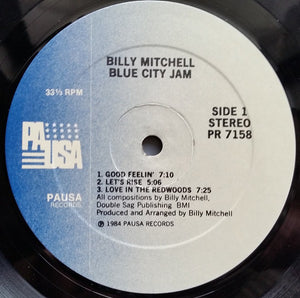 BILLY MITCHELL
BLUE CITY JAM
33⅓ RPM
SIDE 1
STEREO
PR 7158
PAUSA
PAUSA
RECORDS.
1. GOOD FEELIN' 7:10
2. LET'S RISE 5:06
3. LOVE IN THE REDWOODS 7:25
All compositions by Billy Mitchell,
Double Sag Publishing BMI
Produced and Arranged by Billy Mitchell
© 1984 PAUSA RECORDS